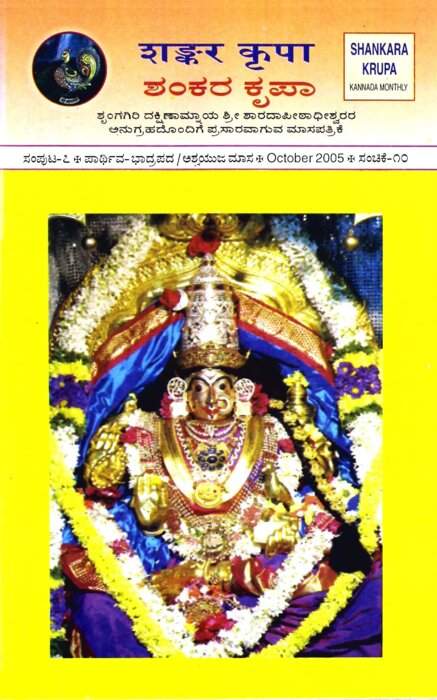 शङ्कर कृपा
ಶಂಕರ ಕೃಪಾ
SHANKARA
KRUPA
KANNADA MONTHLY
ಶೃಂಗಗಿರಿ ದಕ್ಷಿಣಾಮ್ನಾಯ ಶ್ರೀ ಶಾರದಾಪೀಠಾಧೀಶ್ವರರ
ಅನುಗ್ರಹದೊಂದಿಗೆ ಪ್ರಸಾರವಾಗುವ ಮಾಸಪತ್ರಿಕೆ
ಸಂಪುಟ-೭ ✤ ಪಾರ್ಥಿವ-ಭಾದ್ರಪದ / ಅಶ್ವಯುಜ ಮಾಸ ✤ October 2005 ✤ ಸಂಚಿಕೆ-೧೦